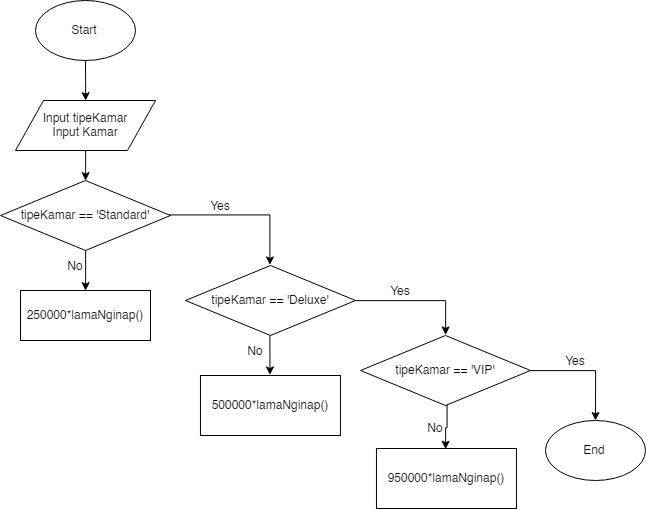 Start
Input tipeKamar
Input Kamar
tipeKamar == 'Standard'
Yes
No
250000*lamaNginap()
tipeKamar == 'Deluxe'
Yes
No
500000*lamaNginap()
tipeKamar == 'VIP'
Yes
No
950000*lamaNginap()
End